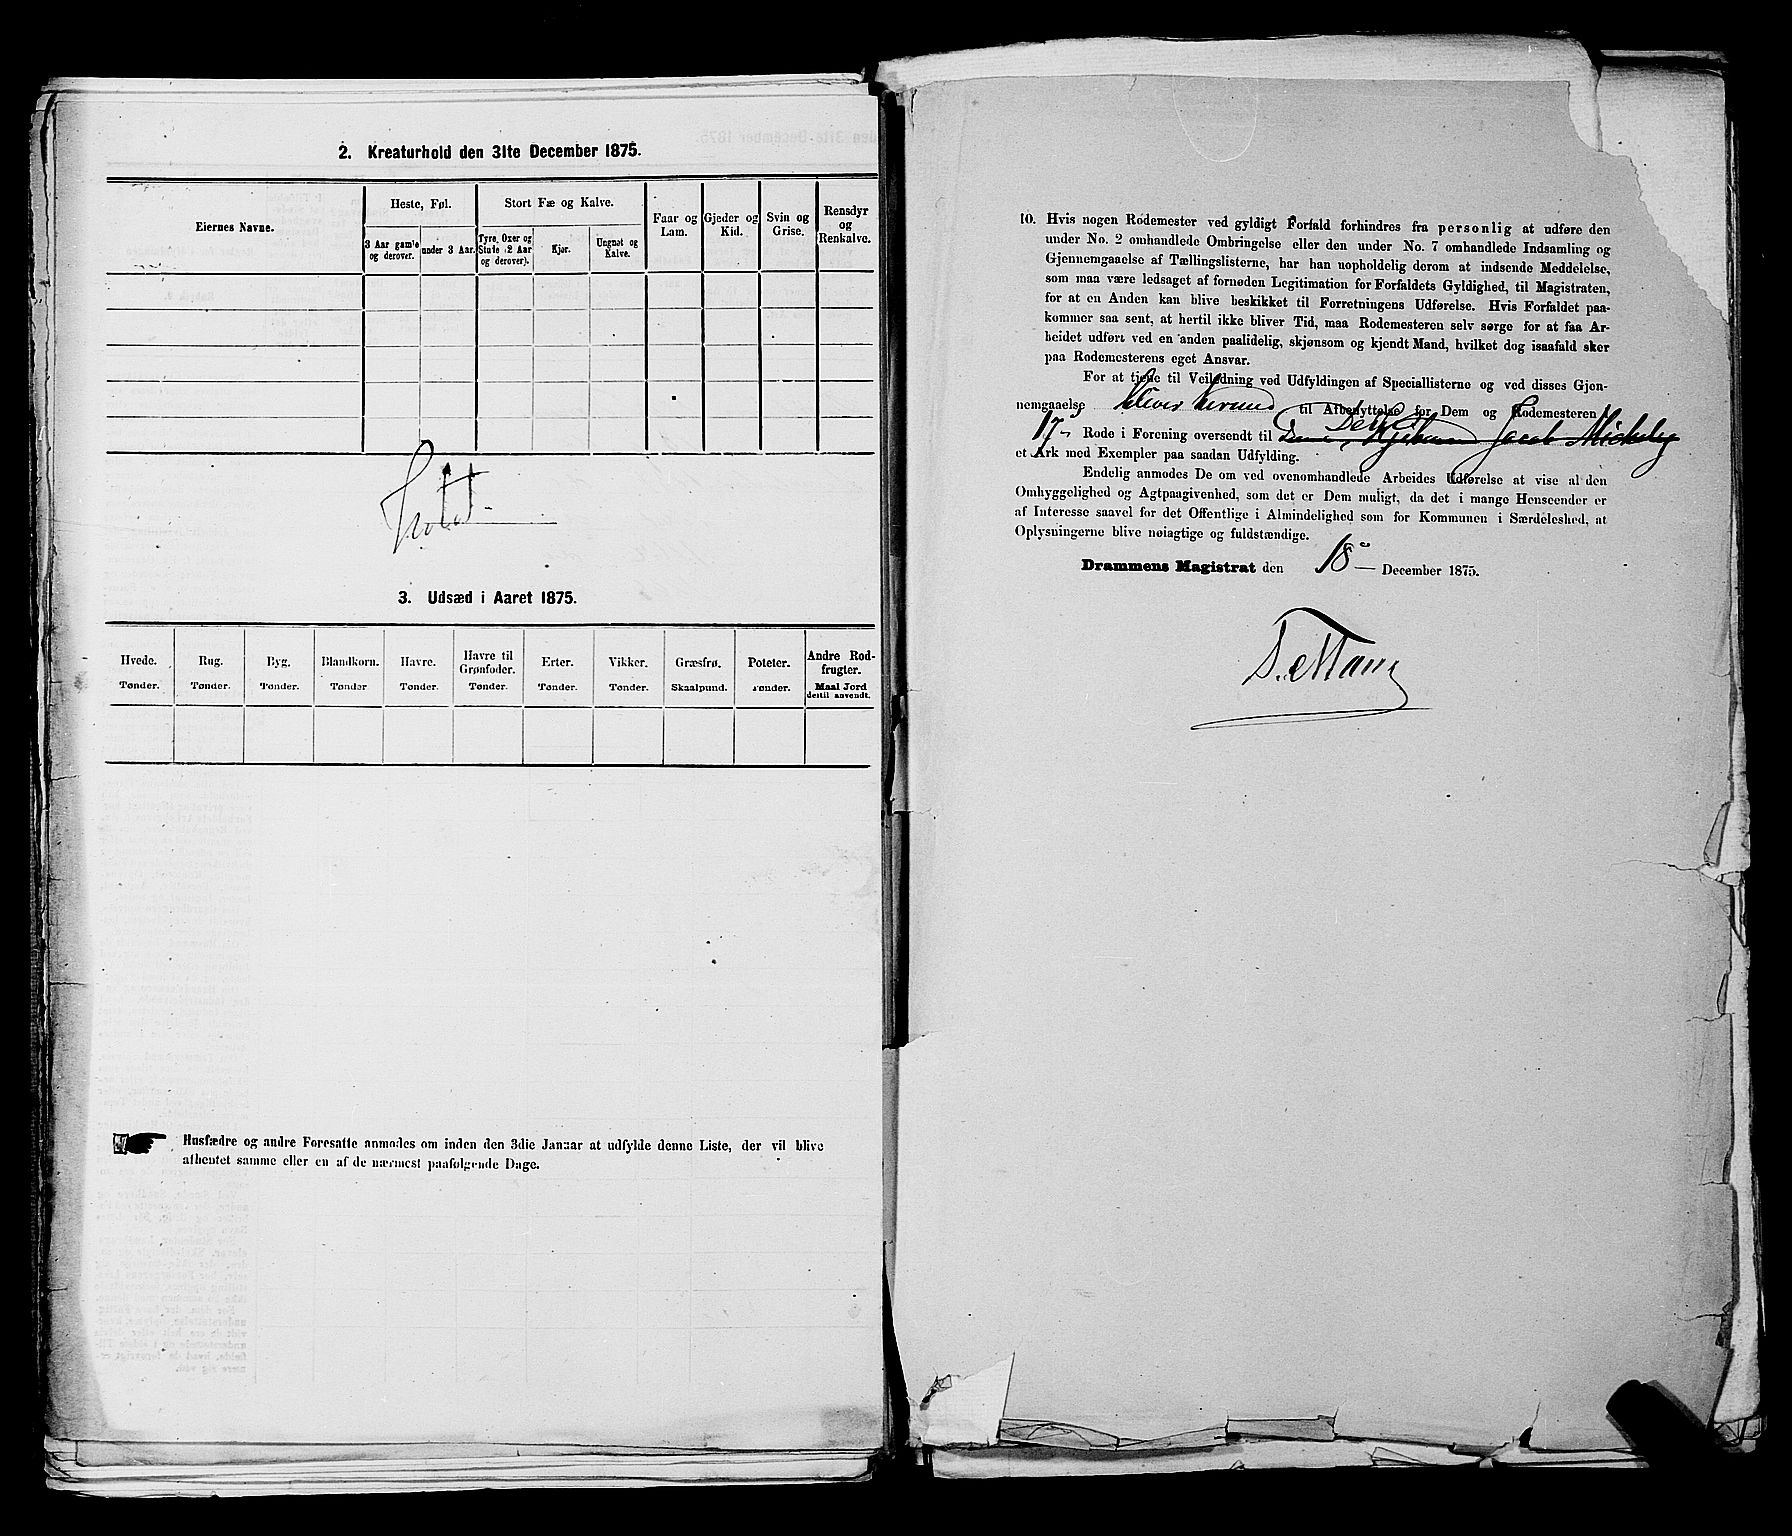 2. Kreaturhold den 31te December 1875.
Eiernes Navne.
Heste, Føl.
3 Aar gamle og derover.
under 3 Aar.
Stort Fæ og Kalve.
Tyre, Oxer og Stude (2 Aar og derover).
Kjør.
Ungnøt og Kalve.
Faar og Lam.
Gjeder og Kid.
Svin og Grise.
Rensdyr og Renkalve.
3. Udsæd i Aaret 1875.
Hvede. Tønder.
Rug. Tønder.
Byg. Tønder.
Blandkorn. Tønder
Havre. Tønder.
Havre til Grønfoder. Tønder.
Erter. Tønder.
Vikker. Tønder.
Græsfrø. Skaalpund.
Poteter. Tønder.
Andre Rodfrugter. Maal Jord dertil anvendt.
Husfædre og andre Foresatte anmodes om inden den 3die Januar at udfylde denne Liste, der vil blive
afhentet samme eller en af de nærmest paafølgende Dage.
10. Hvis nogen Rodemester ved gyldigt Forfald forhindres fra personlig at udføre den
under No. 2 omhandlede Ombringelse eller den under No. 7 omhandlede Indsamling og
Gjennemgaaelse af Tællingslisterne, har han uopholdelig derom at indsende Meddelelse,
som maa være ledsaget af fornøden Legitimation for Forfaldets Gyldighed, til Magistraten,
for at en Anden kan blive beskikket til Forretningens Udførelse. Hvis Forfaldet paa-
kommer saa sent, at hertil ikke bliver Tid, maa Rodemesteren selv sørge for at faa Ar-
beidet udført ved en anden paalidelig, skjønsom og kjendt Mand, hvilket dog isaafald sker
paa Rodemesterens eget Ansvar.
For at tjene til Veiledning ved Udfyldingen af Speciallisterne og ved disses Gjen-
nemgaaelse til Afbenyttelse for Dem og Rodemesteren i
17 Rode i Forening oversendt til Jacob
et Ark med Exempler paa saadan Udfylding.
Endelig anmodes De om ved ovenomhandlede Arbeides Udførelse at vise al den
Omhyggelighed og Agtpaagivenhed, som det er Dem muligt, da det i mange Henseender er
af Interesse saavel for det Offentlige i Almindelighed som for Kommunen i Særdeleshed, at
Oplysningerne blive nøiagtige og fuldstændige.
Drammens Magistrat den 18 December 1875.